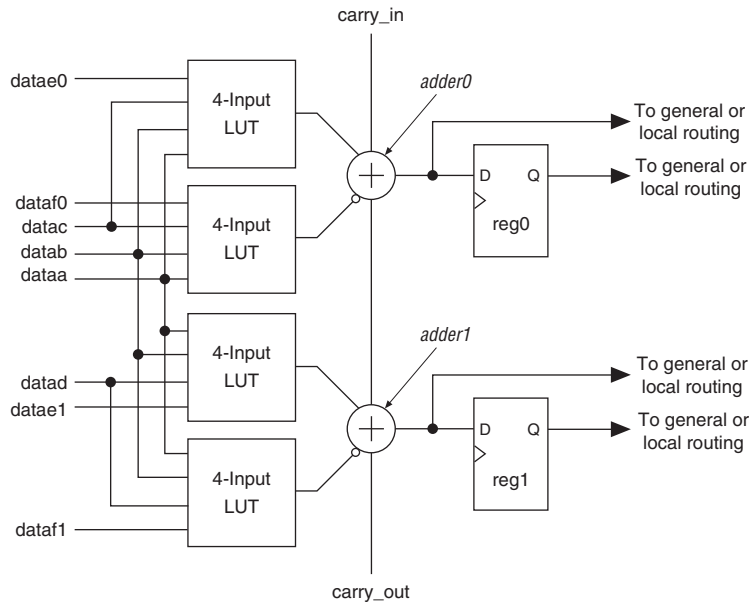 carry_in
adder0
datae0
4-Input
LUT
To general or
local routing
D Q
reg0
To general or
local routing
dataf0
datac
datab
dataa
4-Input
LUT
adder1
4-Input
LUT
datad
datae1
To general or
local routing
D Q
reg1
To general or
local routing
4-Input
LUT
dataf1
carry_out